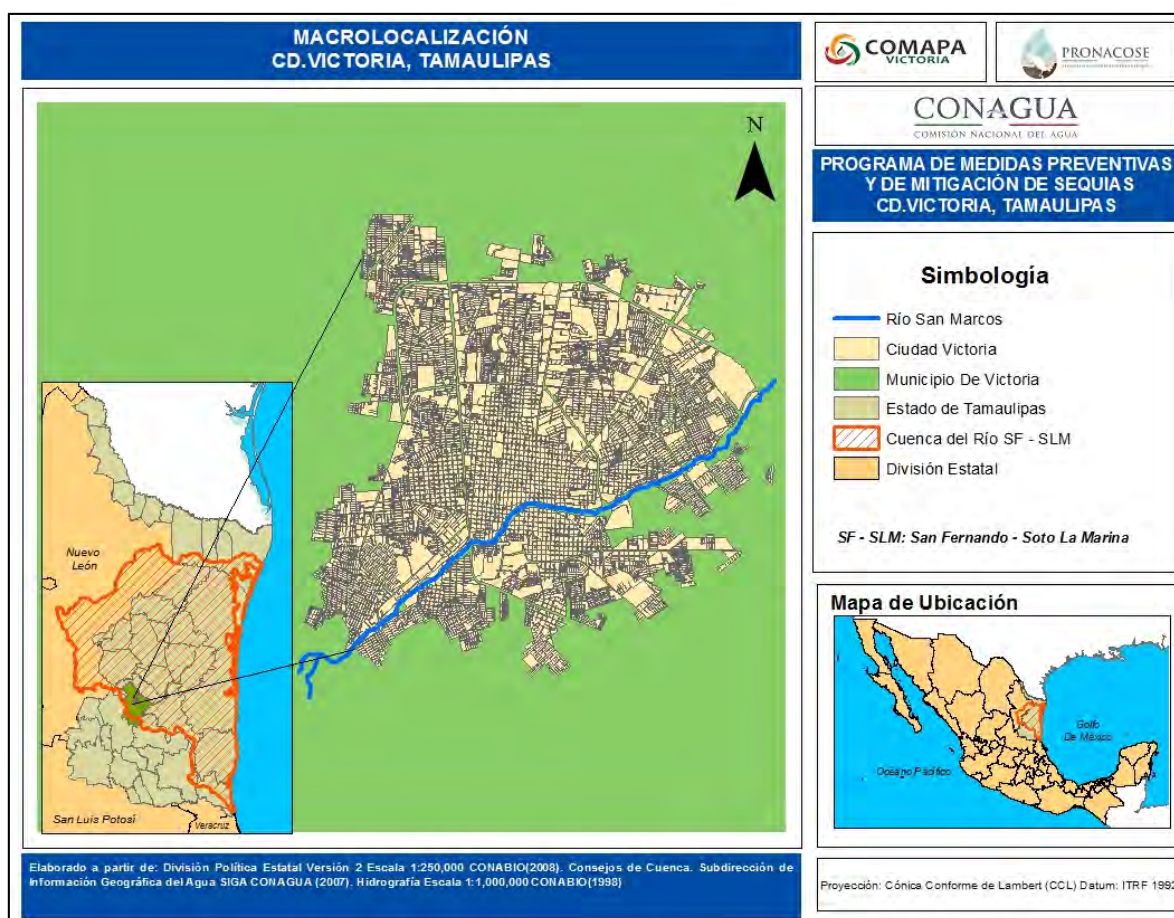 MACROLOCALIZACIÓN
CD.VICTORIA, TAMAULIPAS
COMAPA
VICTORIA
PRONACOSE
CONAGUA
COMISIÓN NACIONAL DEL AGUA
PROGRAMA DE MEDIDAS PREVENTIVAS
Y DE MITIGACIÓN DE SEQUIAS
CD.VICTORIA, TAMAULIPAS
N
Simbología
Río San Marcos
Ciudad Victoria
Municipio De Victoria
Estado de Tamaulipas
Cuenca del Río SF - SLM
División Estatal
SF - SLM: San Fernando - Soto La Marina
Nuevo
León
San Luis Potosí
Veracruz
Mapa de Ubicación
Golfo
De México
Océano Pacífico
Elaborado a partir de: División Política Estatal Versión 2 Escala 1:250,000 CONABIO(2008). Consejos de Cuenca. Subdirección de
Información Geográfica del Agua SIGA CONAGUA (2007). Hidrografía Escala 1:1,000,000 CONABIO(1998)
Proyección: Cónica Conforme de Lambert (CCL) Datum: ITRF 1992